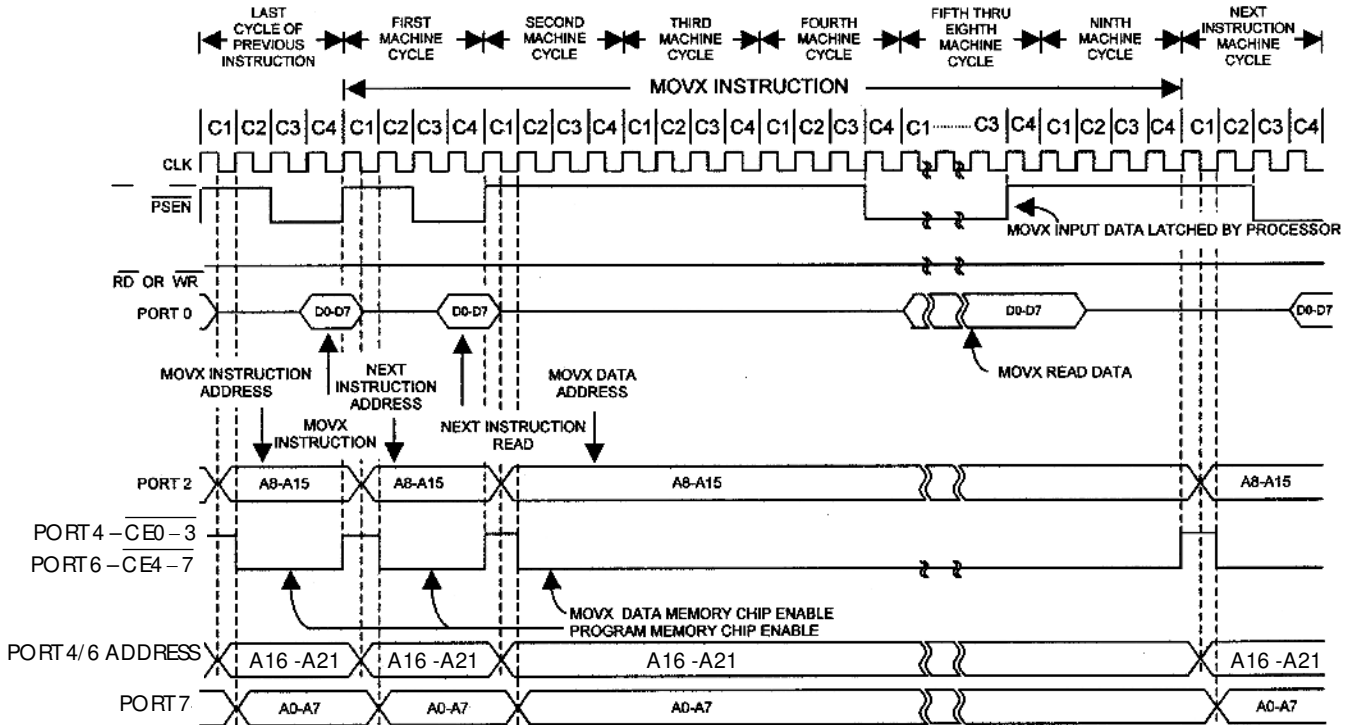 LAST CYCLE OF PREVIOUS INSTRUCTION
FIRST MACHINE CYCLE
SECOND MACHINE CYCLE
THIRD MACHINE CYCLE
FOURTH MACHINE CYCLE
FIFTH THRU EIGHTH MACHINE CYCLE
NINTH MACHINE CYCLE
NEXT INSTRUCTION MACHINE CYCLE
MOVX INSTRUCTION
C1 C2 C3 C4 C1 C2 C3 C4 C1 C2 C3 C4 C1 C2 C3 C4 C1 C2 C3 C4 C1 ........ C3 C4 C1 C2 C3 C4 C1 C2 C3 C4
CLK
PSEN
MOVX INPUT DATA LATCHED BY PROCESSOR
RD OR WR
PORT 0
D0-D7
D0-D7
D0-D7
D0-D7
MOVX INSTRUCTION ADDRESS
NEXT INSTRUCTION ADDRESS
MOVX DATA ADDRESS
MOVX READ DATA
MOVX INSTRUCTION
NEXT INSTRUCTION READ
PORT 2
A8-A15
A8-A15
A8-A15
A8-A15
PORT 4 – CE0 – 3
PORT 6 – CE4 – 7
MOVX DATA MEMORY CHIP ENABLE
PROGRAM MEMORY CHIP ENABLE
PORT 4/6 ADDRESS
A16 -A21
A16 -A21
A16 -A21
A16 -A21
PORT 7
A0-A7
A0-A7
A0-A7
A0-A7